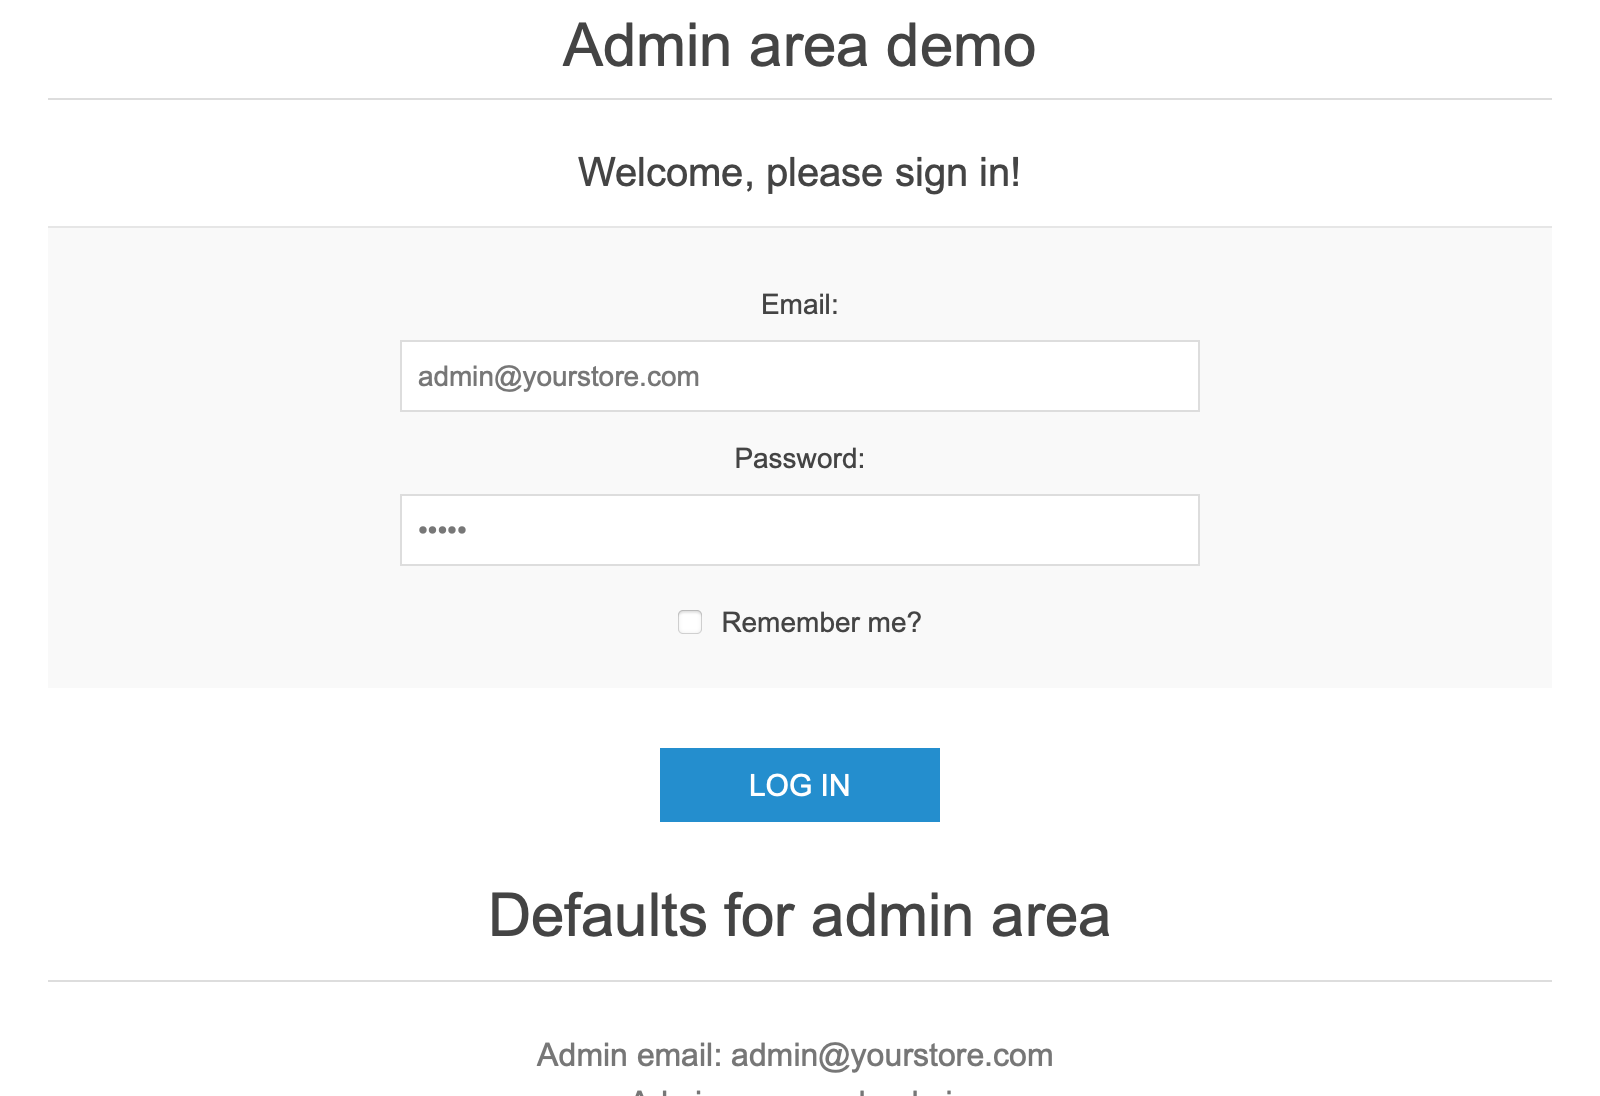 Admin area demo
Welcome, please sign in!
Email:
admin@yourstore.com
Password:
•••••
Remember me?
LOG IN
Defaults for admin area
Admin email: admin@yourstore.com